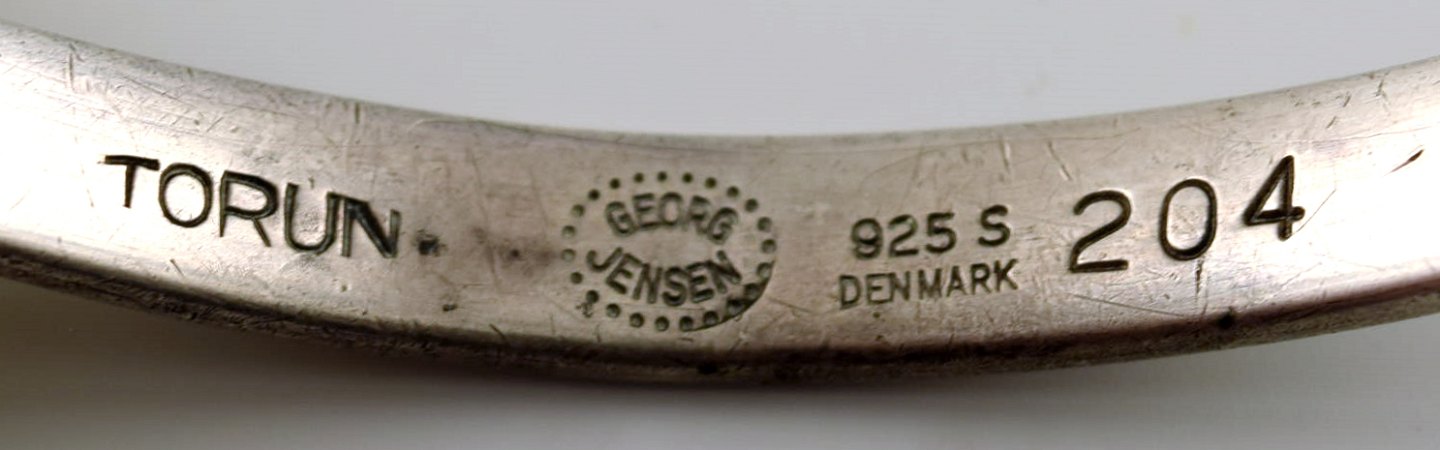 TORUN
GEORG
JENSEN
925 S
DENMARK
204